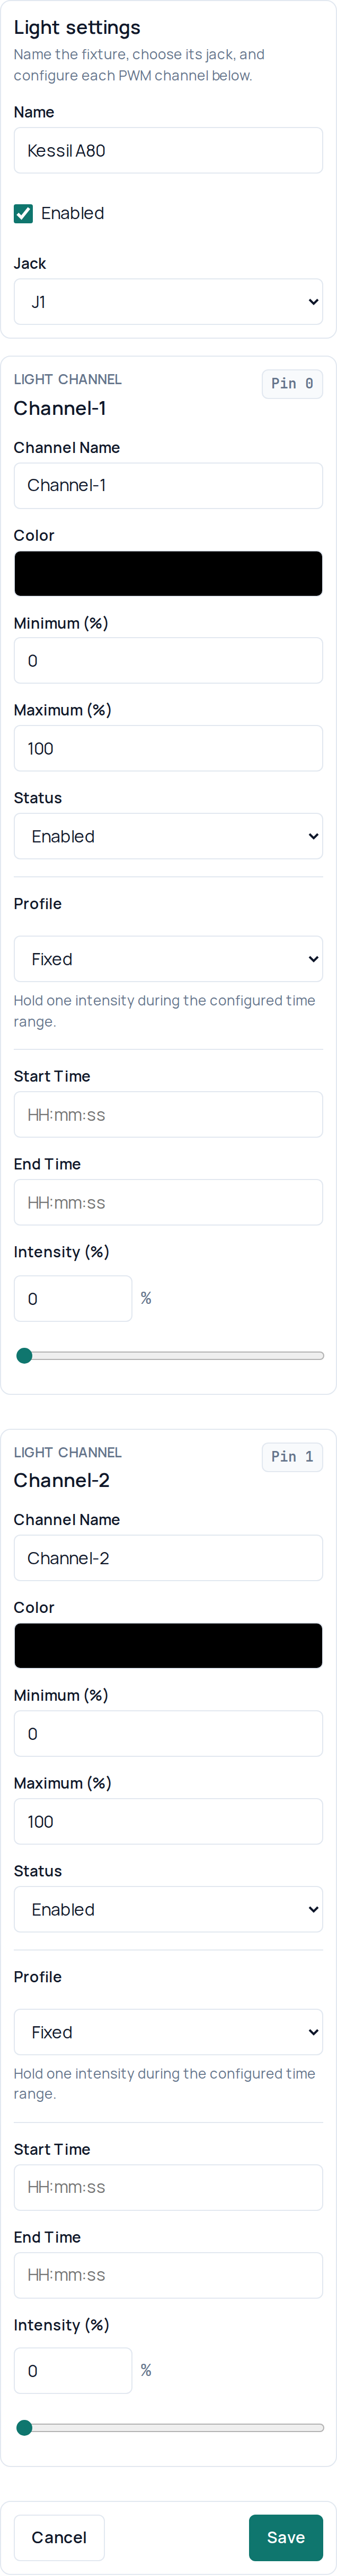 Light settings
Name the fixture, choose its jack, and
configure each PWM channel below.
Name
Kessil A80
Enabled
Jack
J1
LIGHT CHANNEL
Pin 0
Channel-1
Channel Name
Channel-1
Color
Minimum (%)
0
Maximum (%)
100
Status
Enabled
Profile
Fixed
Hold one intensity during the configured time
range.
Start Time
HH:mm:ss
End Time
HH:mm:ss
Intensity (%)
0 %
LIGHT CHANNEL
Pin 1
Channel-2
Channel Name
Channel-2
Color
Minimum (%)
0
Maximum (%)
100
Status
Enabled
Profile
Fixed
Hold one intensity during the configured time
range.
Start Time
HH:mm:ss
End Time
HH:mm:ss
Intensity (%)
0 %
Cancel Save